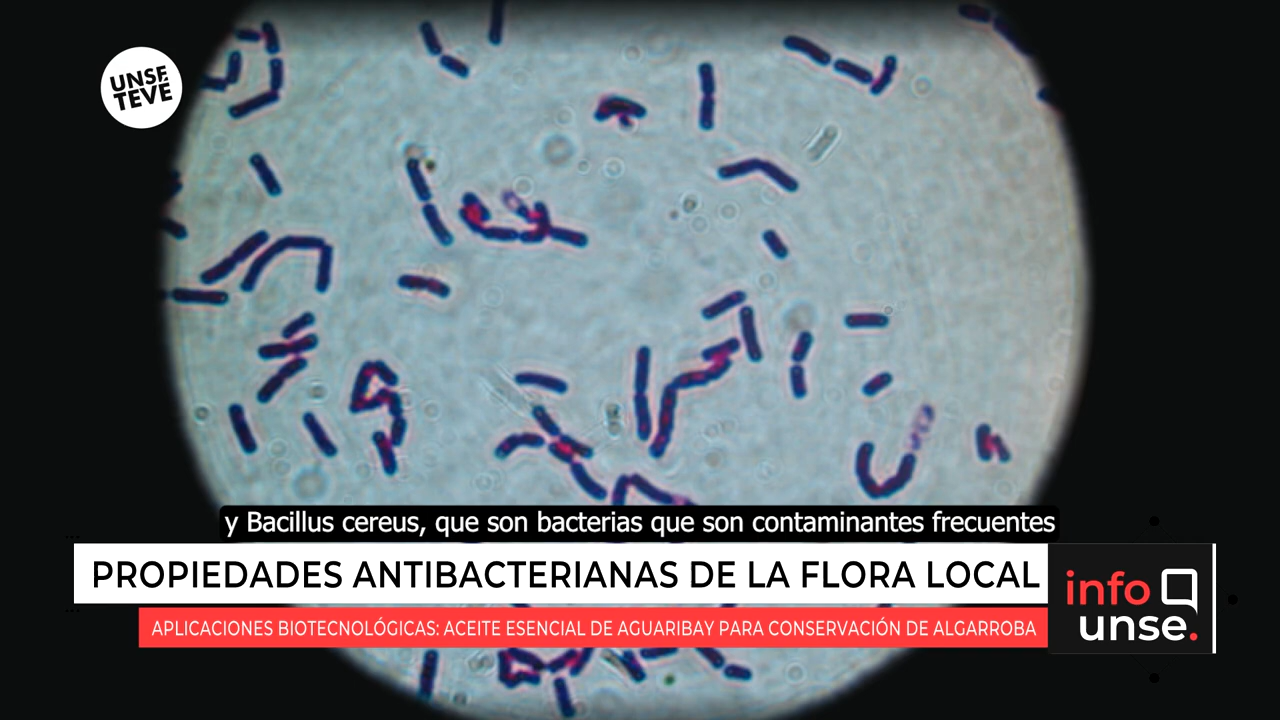 UNSE
TEVÉ
y Bacillus cereus, que son bacterias que son contaminantes frecuentes
PROPIEDADES ANTIBACTERIANAS DE LA FLORA LOCAL
APLICACIONES BIOTECNOLÓGICAS: ACEITE ESENCIAL DE AGUARIBAY PARA CONSERVACIÓN DE ALGARROBA
info
unse.